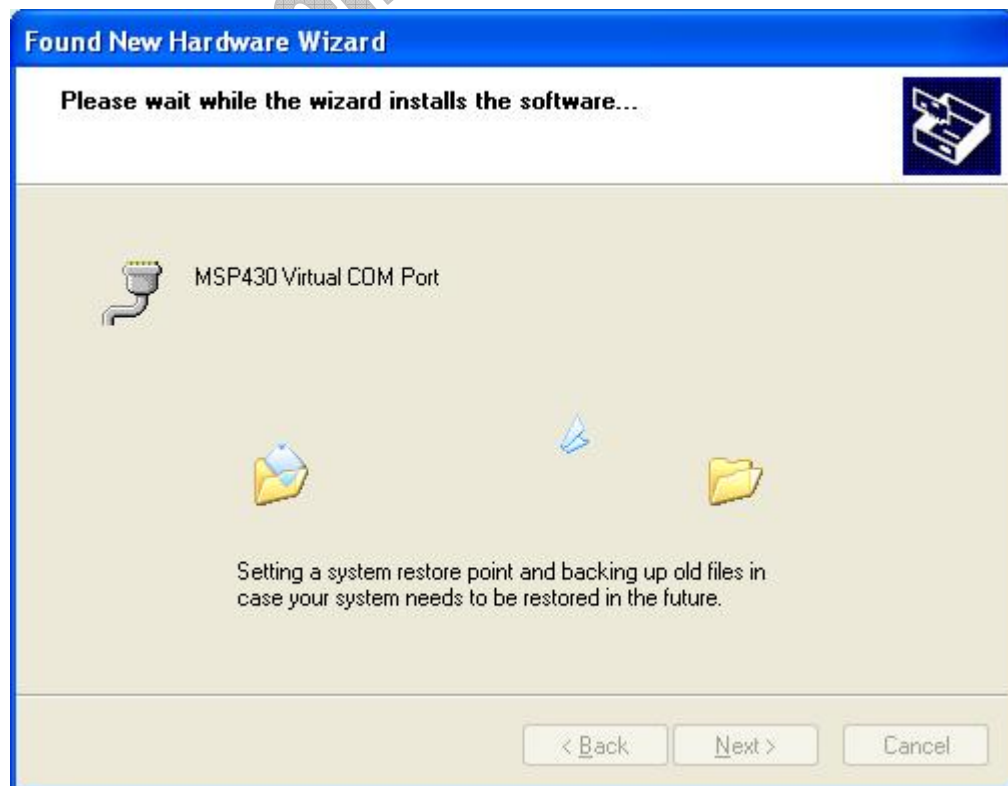 Found New Hardware Wizard
Please wait while the wizard installs the software...
MSP430 Virtual COM Port
Setting a system restore point and backing up old files in
case your system needs to be restored in the future.
< Back
Next >
Cancel